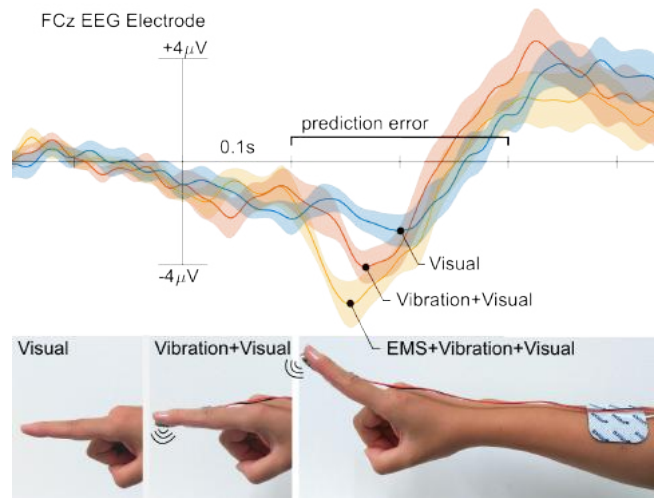 FCz EEG Electrode
+4μV
prediction error
0.1s
-4μV
Visual
Vibration+Visual
EMS+Vibration+Visual
Visual
Vibration+Visual